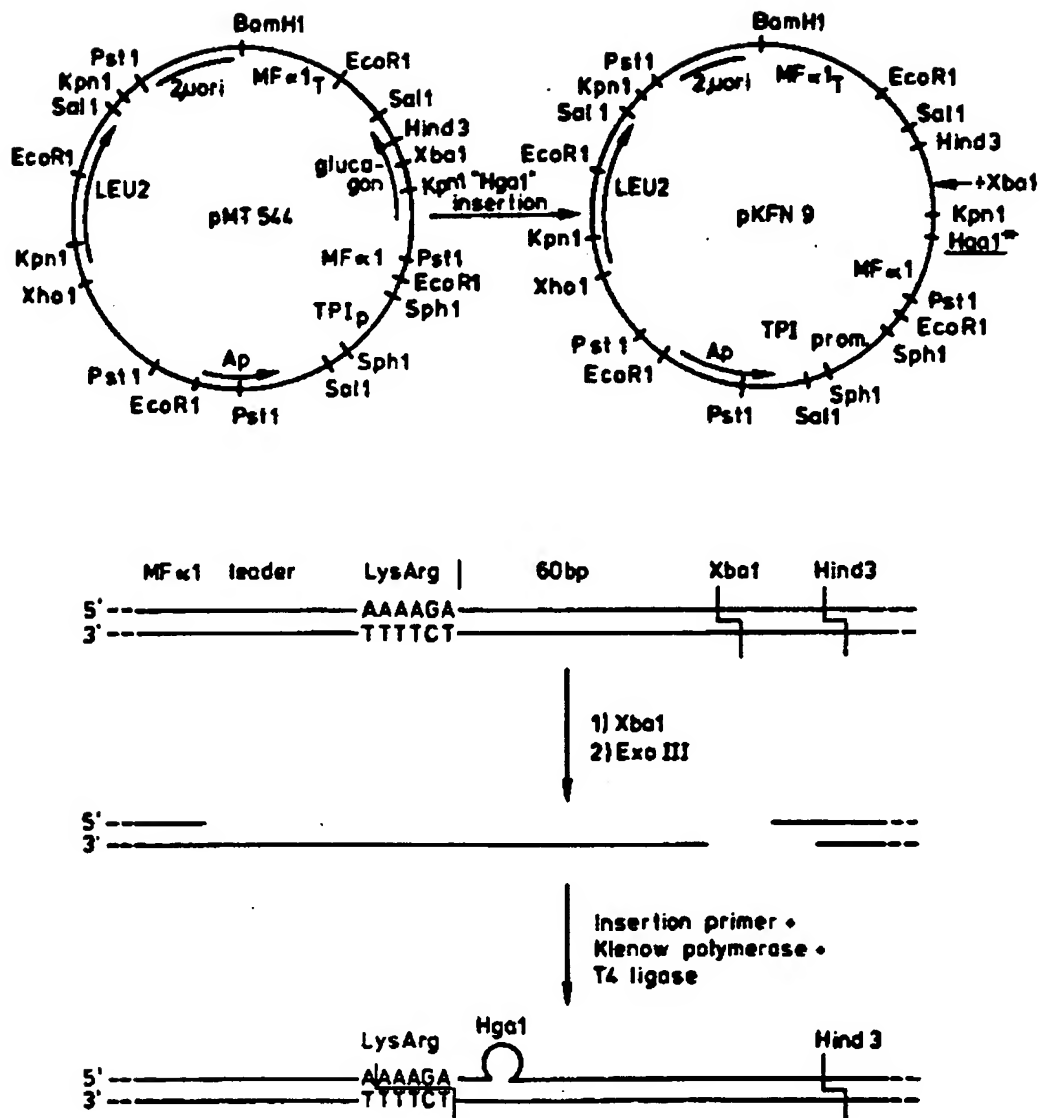 BamH1
Pst1
Kpn1
Sal1
EcoR1
Kpn1
Xho1
Pst1
EcoR1
Ap
Pst1
Sal1
Sph1
TPIp
Sph1
EcoR1
Pst1
MFα1
Kpn1
Xba1
Hind3
Sal1
EcoR1
MFα1T
2μori
LEU2
gluca-
gon
pMT 544
"Hga1"
insertion
BamH1
Pst1
Kpn1
Sal1
EcoR1
Kpn1
Xho1
Pst1
EcoR1
Ap
Pst1
Sal1
Sph1
TPI prom.
Sph1
EcoR1
Pst1
MFα1
Kpn1
+Xba1
Hind3
Sal1
EcoR1
MFα1T
2μori
LEU2
pKFN 9
MFα1 leader LysArg 60bp Xba1 Hind3
5' AAAAGA
3' TTTTCT
1) Xba1
2) Exo III
5'
3'
Insertion primer +
Klenow polymerase +
T4 ligase
LysArg Hga1 Hind 3
5' AAAAGA
3' TTTTCT